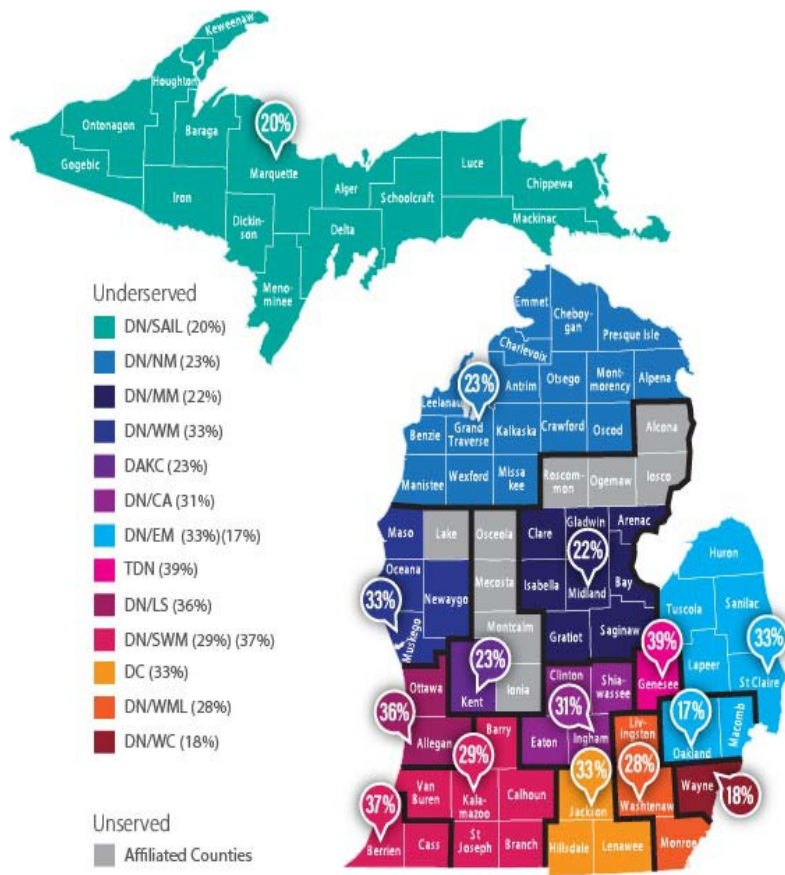 Keweenaw
Houghton
Ontonagon
Baraga
20%
Gogebic
Marquette
Luce
Alger
Chippewa
Iron
Schoolcraft
Dickin-
son
Delta
Mackinac
Meno-
minee
Underserved
DN/SAIL (20%)
DN/NM (23%)
DN/MM (22%)
DN/WM (33%)
DAKC (23%)
DN/CA (31%)
DN/EM (33%)(17%)
TDN (39%)
DN/LS (36%)
DN/SWM (29%) (37%)
DC (33%)
DN/WML (28%)
DN/WC (18%)
Unserved
Affiliated Counties
Emmet
Cheboy-
gan
Presque Isle
Charlevoix
23%
Antrim
Otsego
Mont-
morency
Alpena
Leelanau
Benzie
Grand
Traverse
Kalkaska
Crawford
Oscod
Alcona
Manistee
Wexford
Missa
kee
Roscom-
mon
Ogemaw
Iosco
Maso
Lake
Osceola
Clare
Gladwin
Arenac
Huron
Oceana
22%
Newaygo
Mecosta
Isabella
Midland
Bay
33%
Tuscola
Sanilac
Muskego
Montcalm
Gratiot
Saginaw
33%
23%
39%
Lapeer
Ottawa
Kent
Ionia
Clinton
Shia-
wassee
Genesee
St Claire
36%
31%
17%
Allegan
Barry
Eaton
Ingham
Liv-
ingston
Oakland
Macomb
29%
33%
28%
37%
Van
Buren
Kala-
mazoo
Calhoun
Jackson
Washtenaw
Wayne
18%
Berrien
Cass
St
Joseph
Branch
Hillsdale
Lenawee
Monroe